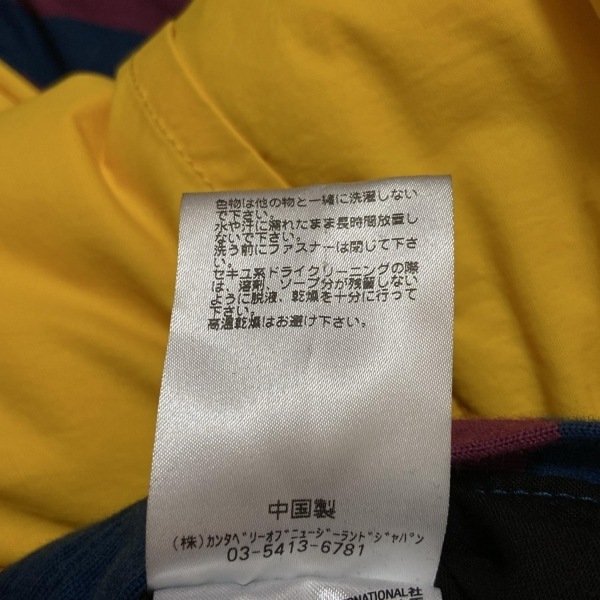 色物は他の物と一緒に洗濯しない
で下さい。
水や汗に濡れたまま長時間放置し
ないで下さい。
洗う前にファスナーは閉じて下さ
い。
セキユ系ドライクリーニングの際
は、溶剤、ソープ分が残留しない
ように脱液、乾燥を十分に行って
下さい。
高温乾燥はお避け下さい。
中国製
(株)カンタベリーオブニュージーランドジャパン
03-5413-6781